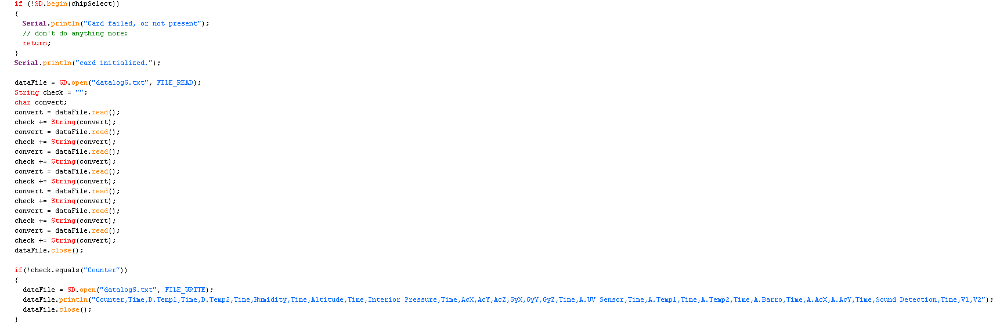 if (!SD.begin(chipSelect))
{
Serial.println("Card failed, or not present");
// don't do anything more:
return;
}
Serial.println("card initialized.");
dataFile = SD.open("datalogS.txt", FILE_READ);
String check = "";
char convert;
convert = dataFile.read();
check += String(convert);
convert = dataFile.read();
check += String(convert);
convert = dataFile.read();
check += String(convert);
convert = dataFile.read();
check += String(convert);
convert = dataFile.read();
check += String(convert);
convert = dataFile.read();
check += String(convert);
convert = dataFile.read();
check += String(convert);
dataFile.close();
if(!check.equals("Counter"))
{
dataFile = SD.open("datalogS.txt", FILE_WRITE);
dataFile.println("Counter,Time,D.Temp1,Time,D.Temp2,Time,Humidity,Time,Altitude,Time,Interior Pressure,Time,AcX,AcY,AcZ,GyX,GyY,GyZ,Time,A.UV Sensor,Time,A.Temp1,Time,A.Temp2,Time,A.Barro,Time,A.AcX,A.AcY,Time,Sound Detection,Time,V1,V2");
dataFile.close();
}